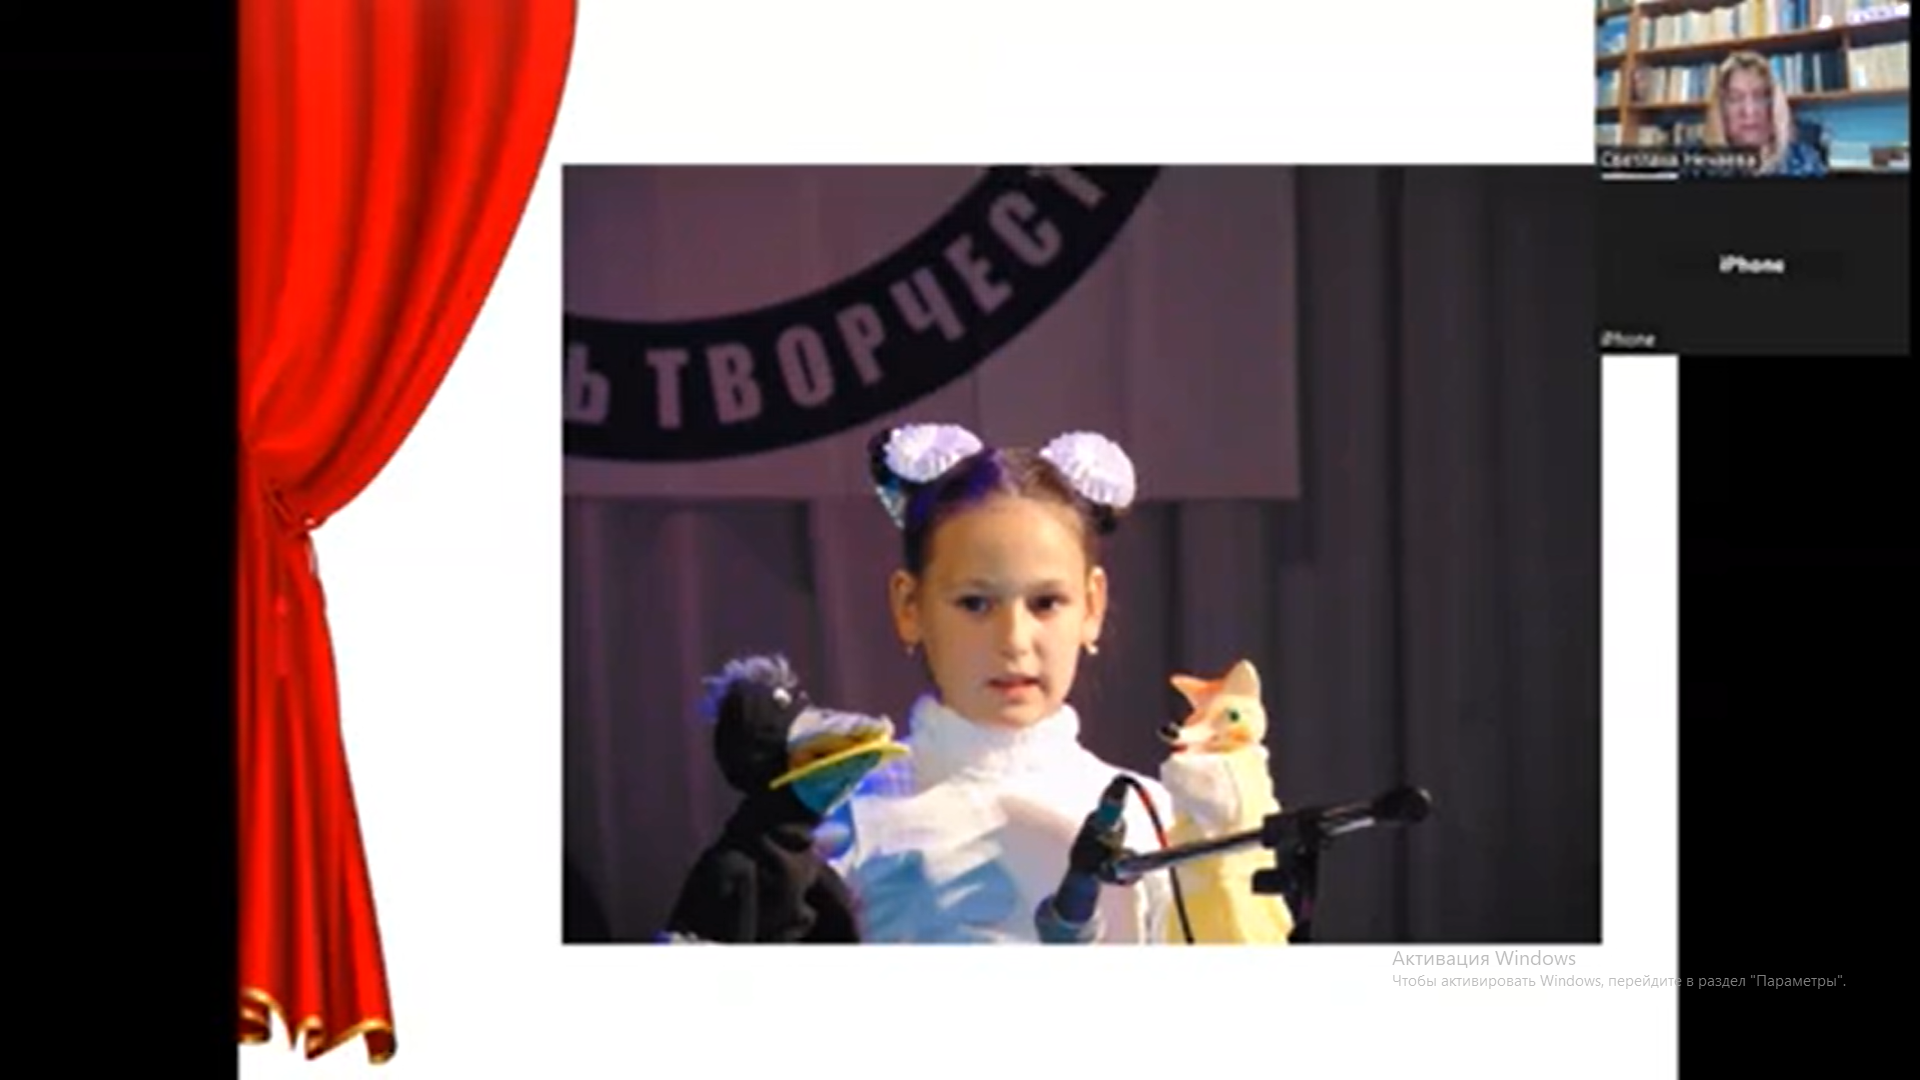 Ь ТВОРЧЕСТ
Светлана Нечаева
iPhone
iPhone
Активация Windows
Чтобы активировать Windows, перейдите в раздел "Параметры".